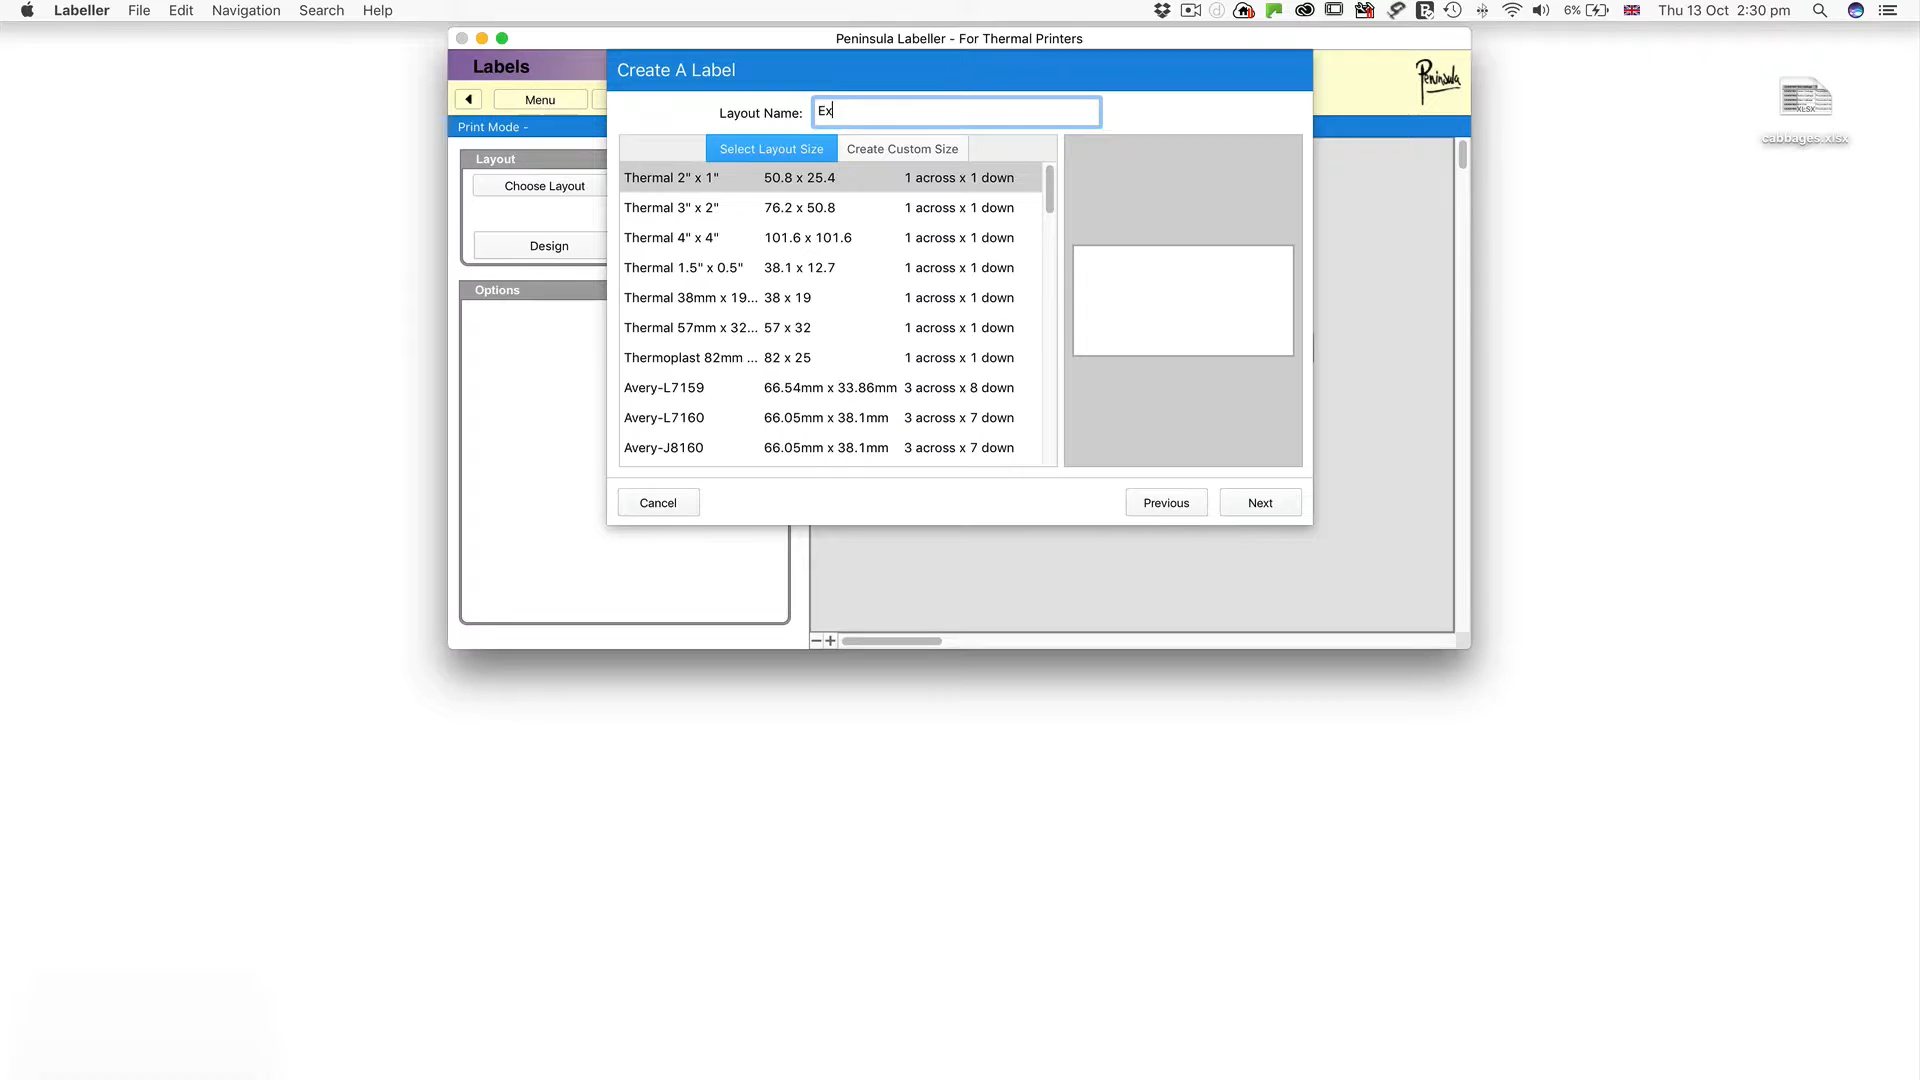 Labeller File Edit Navigation Search Help 6% Thu 13 Oct 2:30 pm
Peninsula Labeller - For Thermal Printers
Labels
Create A Label
Peninsula
Menu
Layout Name: Ex
Print Mode -
Select Layout Size Create Custom Size
Layout
Choose Layout
Design
Options
Thermal 2" x 1" 50.8 x 25.4 1 across x 1 down
Thermal 3" x 2" 76.2 x 50.8 1 across x 1 down
Thermal 4" x 4" 101.6 x 101.6 1 across x 1 down
Thermal 1.5" x 0.5" 38.1 x 12.7 1 across x 1 down
Thermal 38mm x 19... 38 x 19 1 across x 1 down
Thermal 57mm x 32... 57 x 32 1 across x 1 down
Thermoplast 82mm ... 82 x 25 1 across x 1 down
Avery-L7159 66.54mm x 33.86mm 3 across x 8 down
Avery-L7160 66.05mm x 38.1mm 3 across x 7 down
Avery-J8160 66.05mm x 38.1mm 3 across x 7 down
Cancel Previous Next
XLSX
cabbages.xlsx